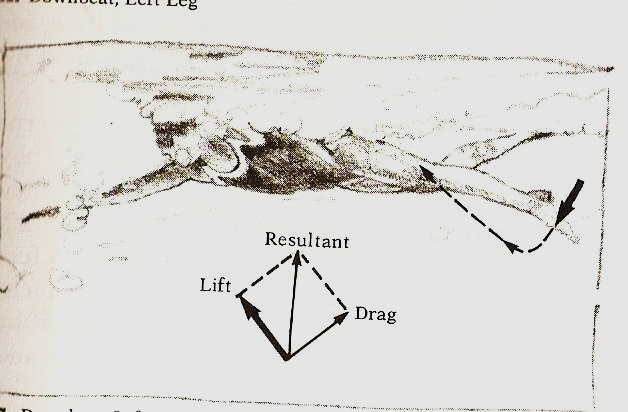 Downbeat, Left Leg
Resultant
Lift
Drag